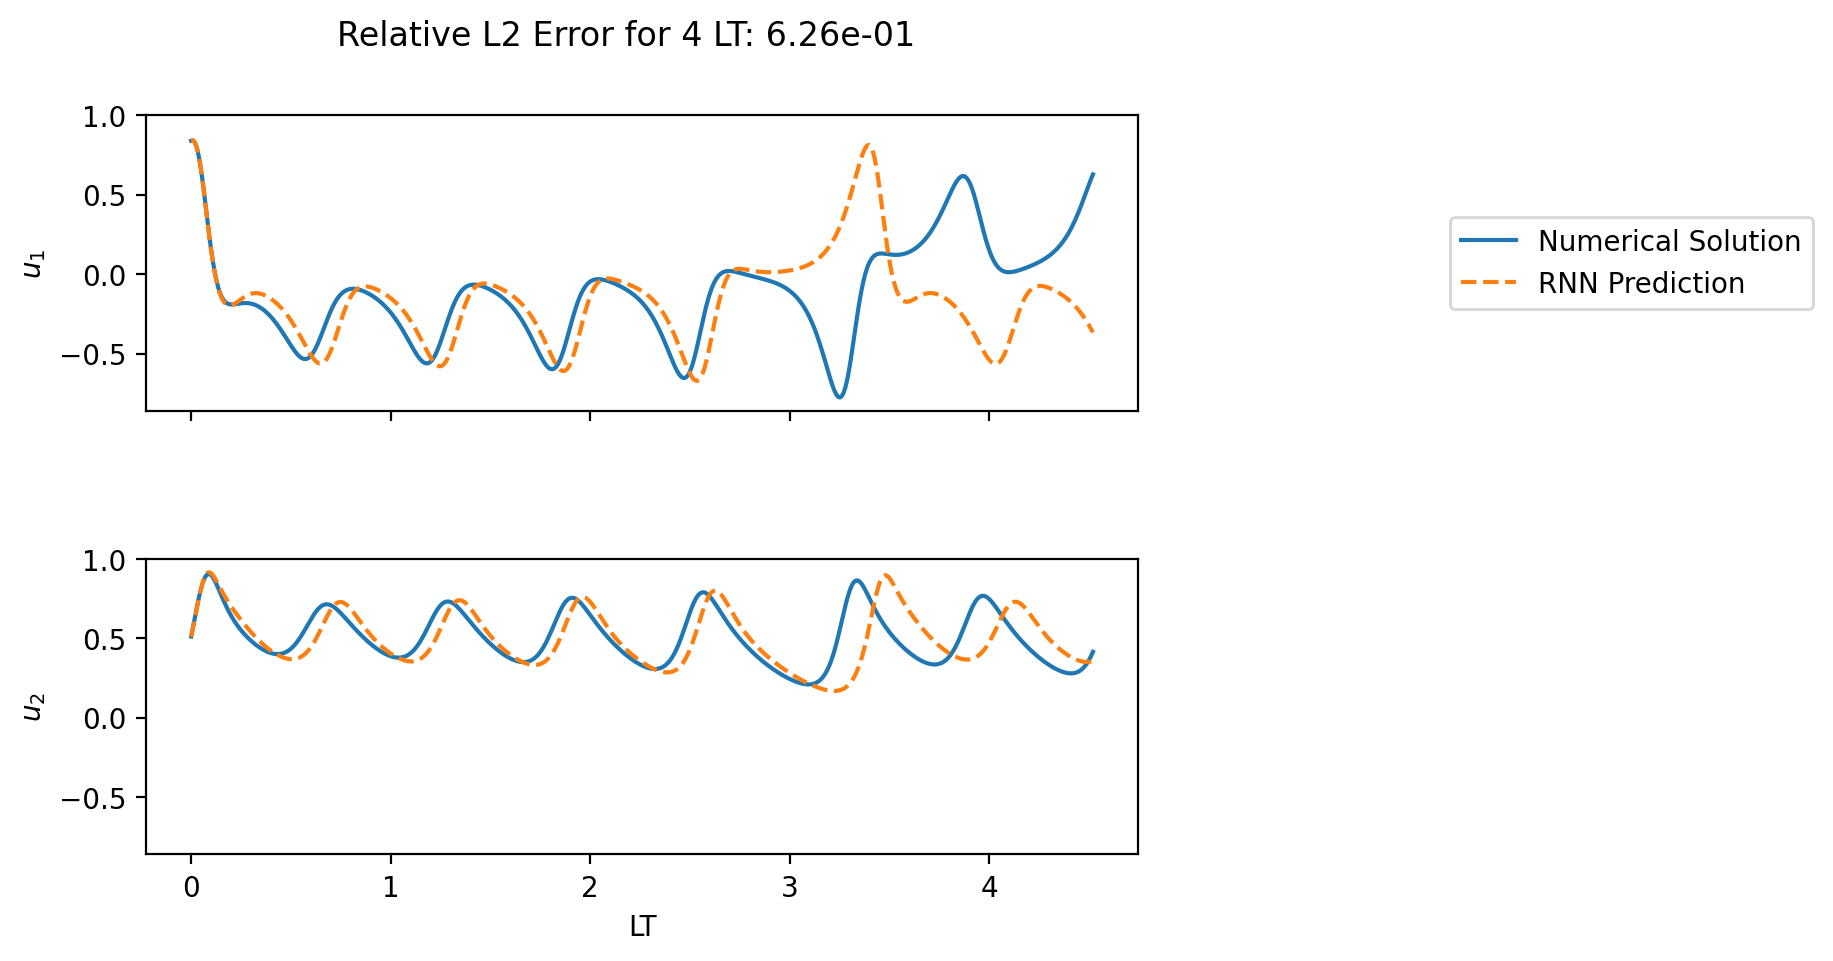 Relative L2 Error for 4 LT: 6.26e-01
1.0
0.5
0.0
−0.5
u₁
Numerical Solution
RNN Prediction
1.0
0.5
0.0
−0.5
u₂
0 1 2 3 4
LT